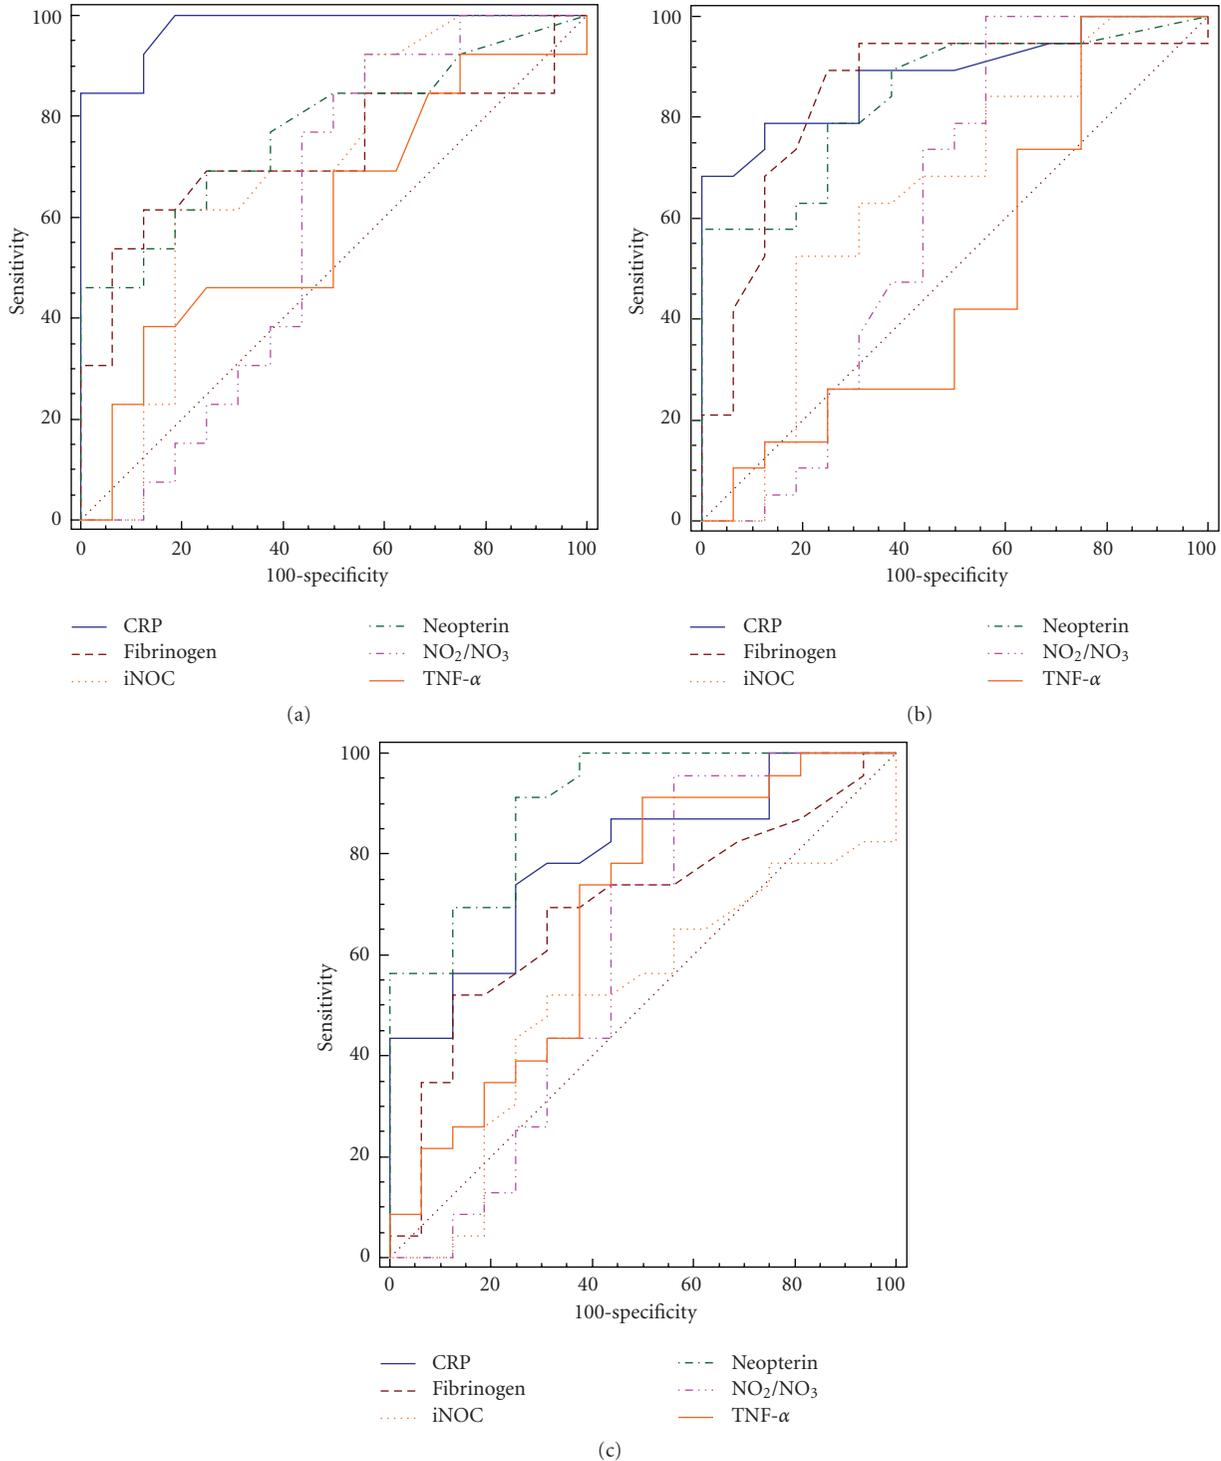 100
80
60
40
20
0
Sensitivity
0 20 40 60 80 100
100-specificity
CRP Neopterin
Fibrinogen NO₂/NO₃
iNOC TNF-α
(a)
100
80
60
40
20
0
Sensitivity
0 20 40 60 80 100
100-specificity
CRP Neopterin
Fibrinogen NO₂/NO₃
iNOC TNF-α
(b)
100
80
60
40
20
0
Sensitivity
0 20 40 60 80 100
100-specificity
CRP Neopterin
Fibrinogen NO₂/NO₃
iNOC TNF-α
(c)